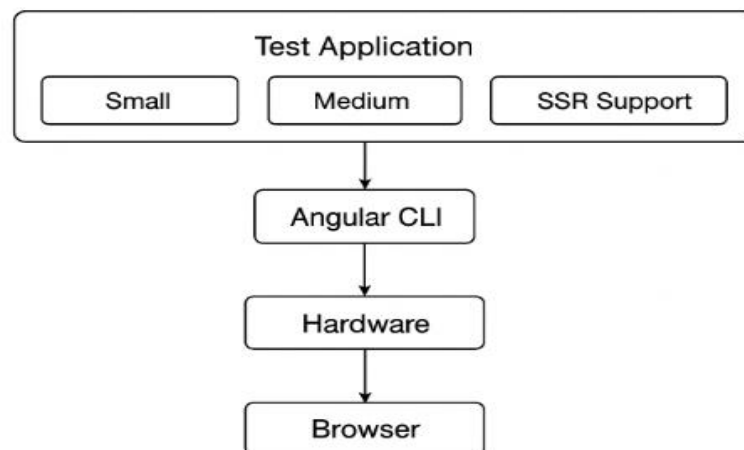 Test Application
Small Medium SSR Support
Angular CLI
Hardware
Browser